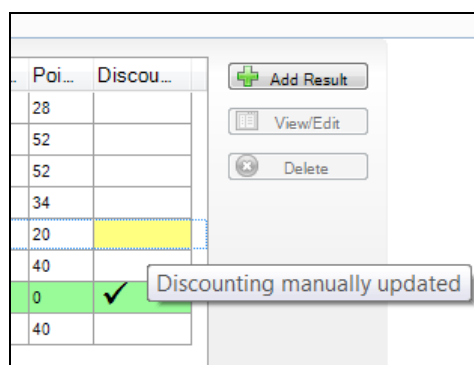 Poi... Discou...
28
52
52
34
20
40
0 ✓
40
Add Result
View/Edit
Delete
Discounting manually updated